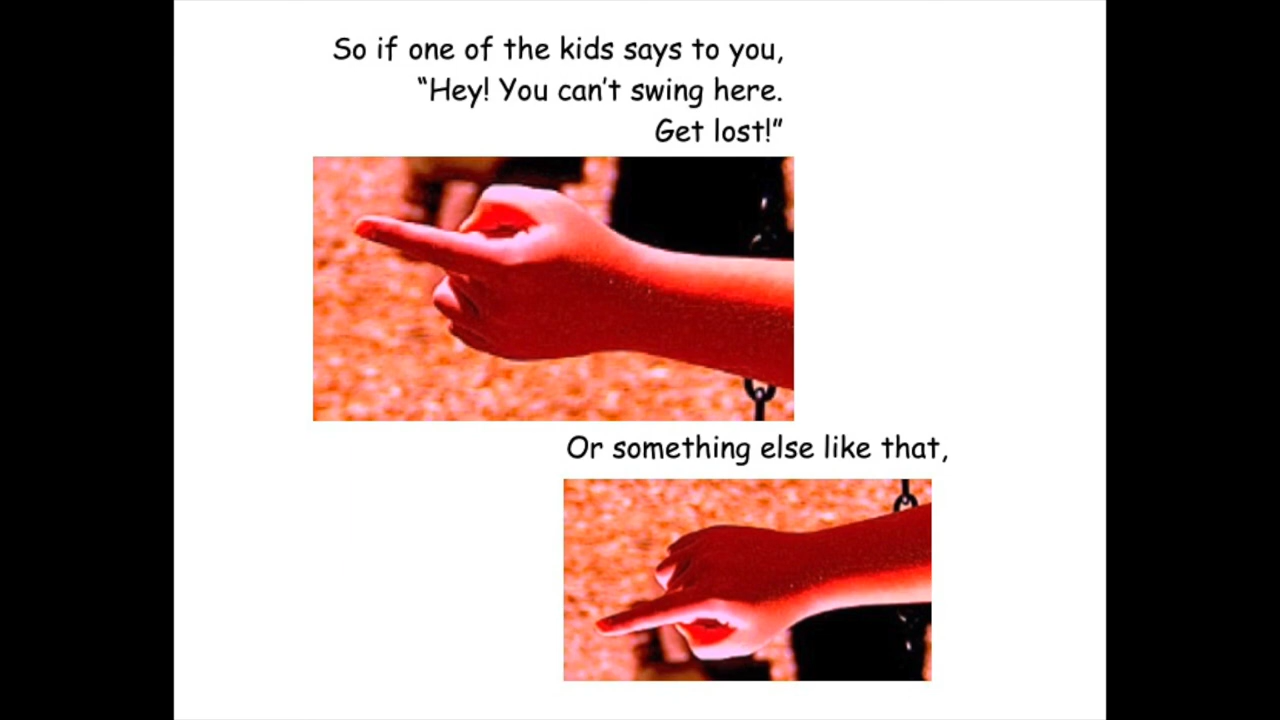 So if one of the kids says to you,
“Hey! You can’t swing here.
Get lost!”
Or something else like that,